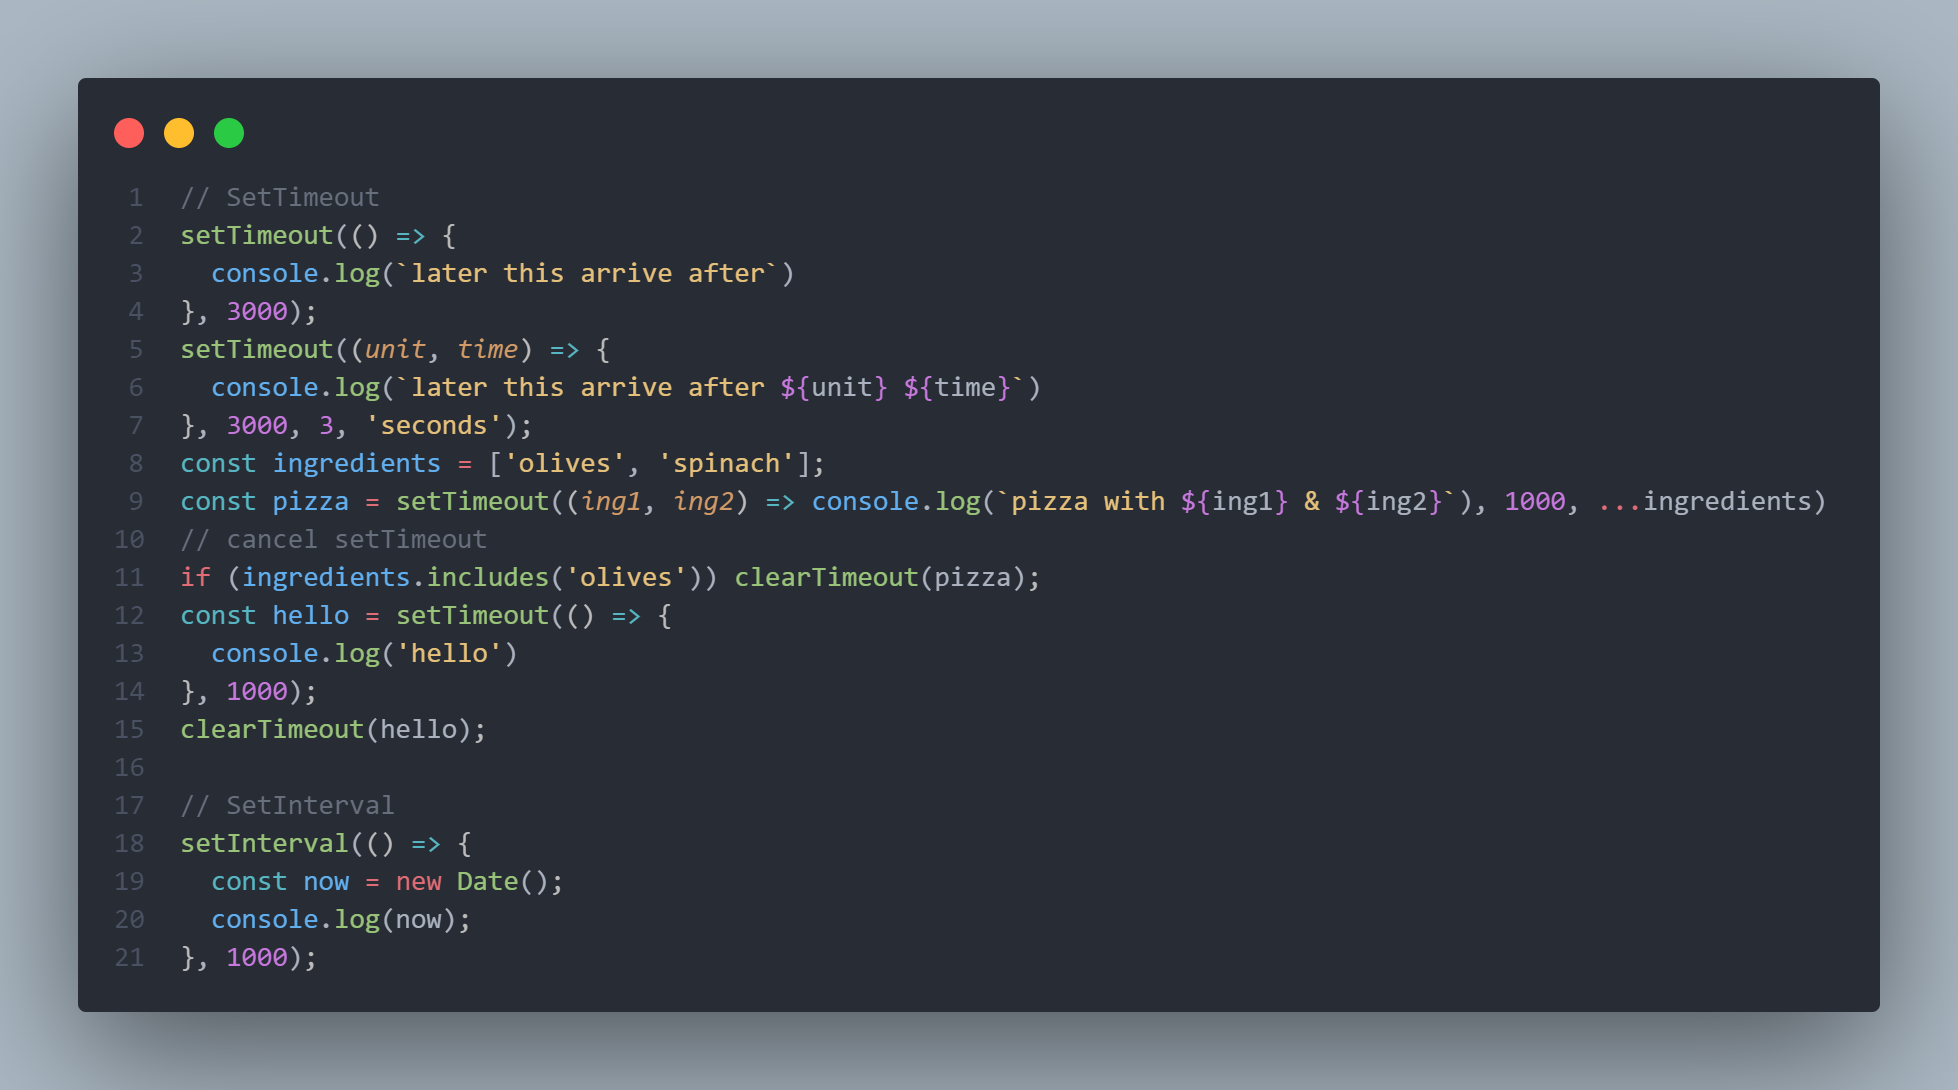 1 // SetTimeout
2 setTimeout(() => {
3   console.log(`later this arrive after`)
4 }, 3000);
5 setTimeout((unit, time) => {
6   console.log(`later this arrive after ${unit} ${time}`)
7 }, 3000, 3, 'seconds');
8 const ingredients = ['olives', 'spinach'];
9 const pizza = setTimeout((ing1, ing2) => console.log(`pizza with ${ing1} & ${ing2}`), 1000, ...ingredients)
10 // cancel setTimeout
11 if (ingredients.includes('olives')) clearTimeout(pizza);
12 const hello = setTimeout(() => {
13   console.log('hello')
14 }, 1000);
15 clearTimeout(hello);
16
17 // SetInterval
18 setInterval(() => {
19   const now = new Date();
20   console.log(now);
21 }, 1000);